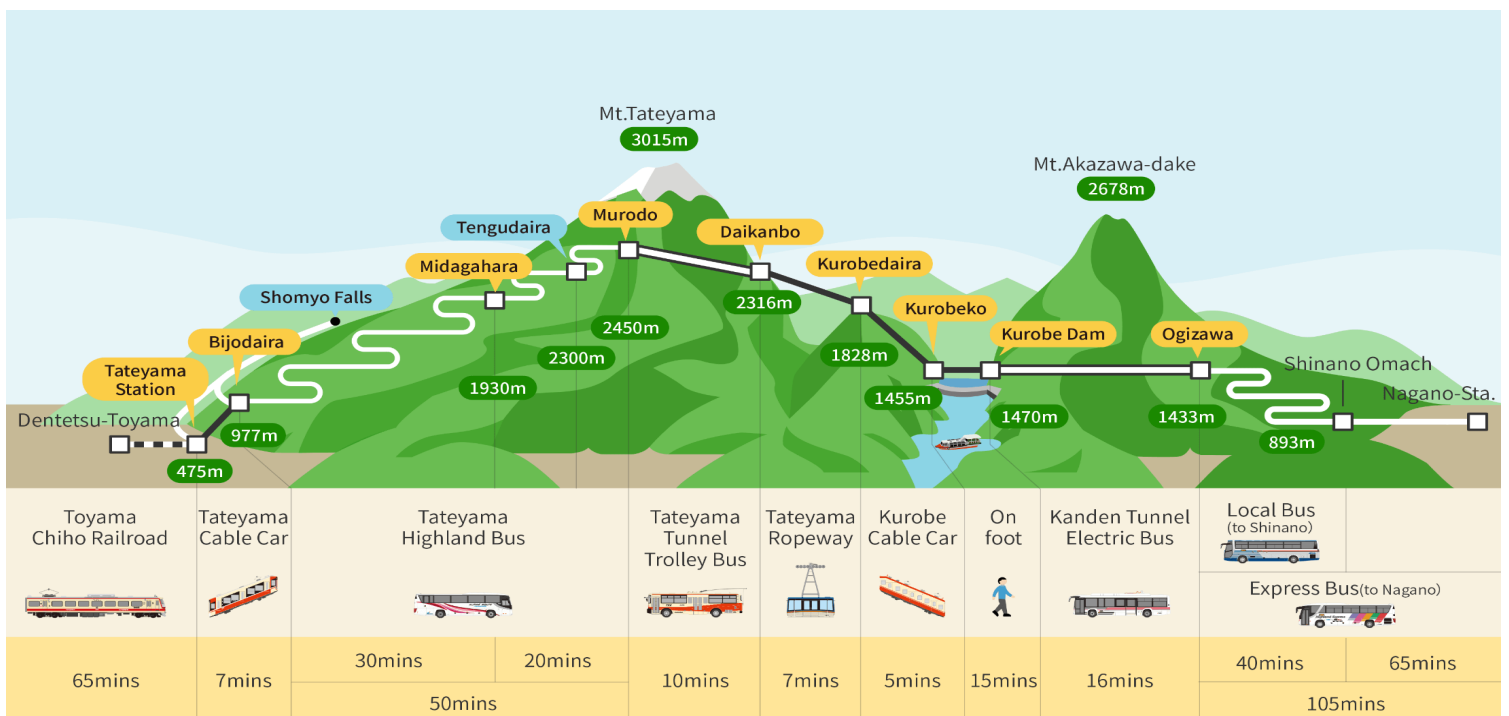 Mt.Tateyama
3015m
Mt.Akazawa-dake
2678m
Murodo
Tengudaira
Daikanbo
Midagahara
Kurobedaira
Shomyo Falls
2316m
Kurobeko
2450m
Bijodaira
Kurobe Dam
Ogizawa
2300m
1828m
Shinano Omach
Tateyama
Station
1930m
1455m
Nagano-Sta.
Dentetsu-Toyama
1470m
1433m
977m
893m
475m
Toyama
Chiho Railroad
Tateyama
Cable Car
Tateyama
Highland Bus
Tateyama
Tunnel
Trolley Bus
Tateyama
Ropeway
Kurobe
Cable Car
On
foot
Kanden Tunnel
Electric Bus
Local Bus
(to Shinano)
Express Bus(to Nagano)
65mins
7mins
30mins
20mins
50mins
10mins
7mins
5mins
15mins
16mins
40mins
65mins
105mins